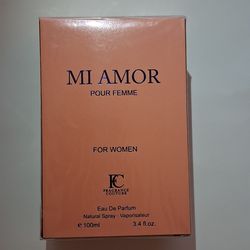 MI AMOR
POUR FEMME
FOR WOMEN
FC
FRAGRANCE
COUTURE
Eau De Parfum
Natural Spray - Vaporisateur
e 100ml 3.4 fl.oz.